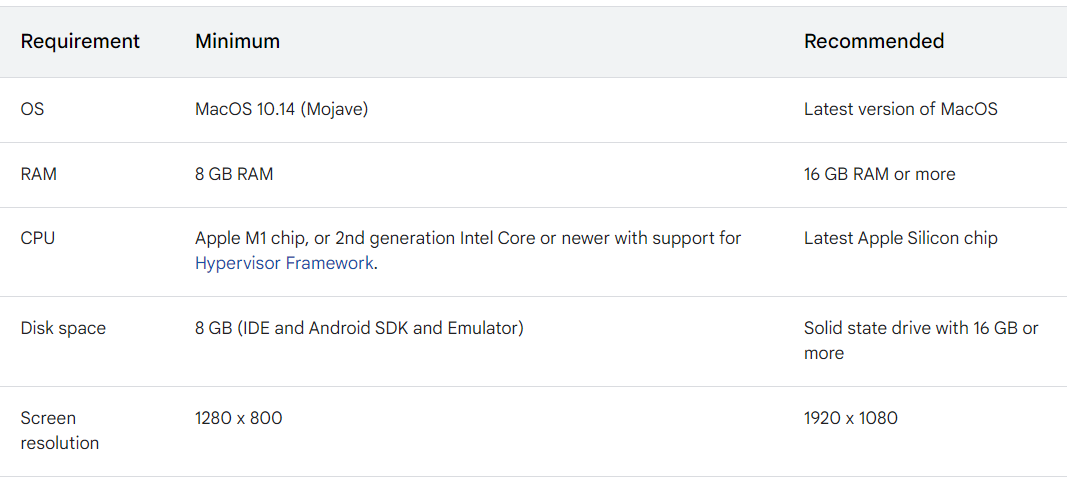 Requirement Minimum Recommended
OS MacOS 10.14 (Mojave) Latest version of MacOS
RAM 8 GB RAM 16 GB RAM or more
CPU Apple M1 chip, or 2nd generation Intel Core or newer with support for Latest Apple Silicon chip
Hypervisor Framework.
Disk space 8 GB (IDE and Android SDK and Emulator) Solid state drive with 16 GB or
more
Screen 1280 x 800 1920 x 1080
resolution